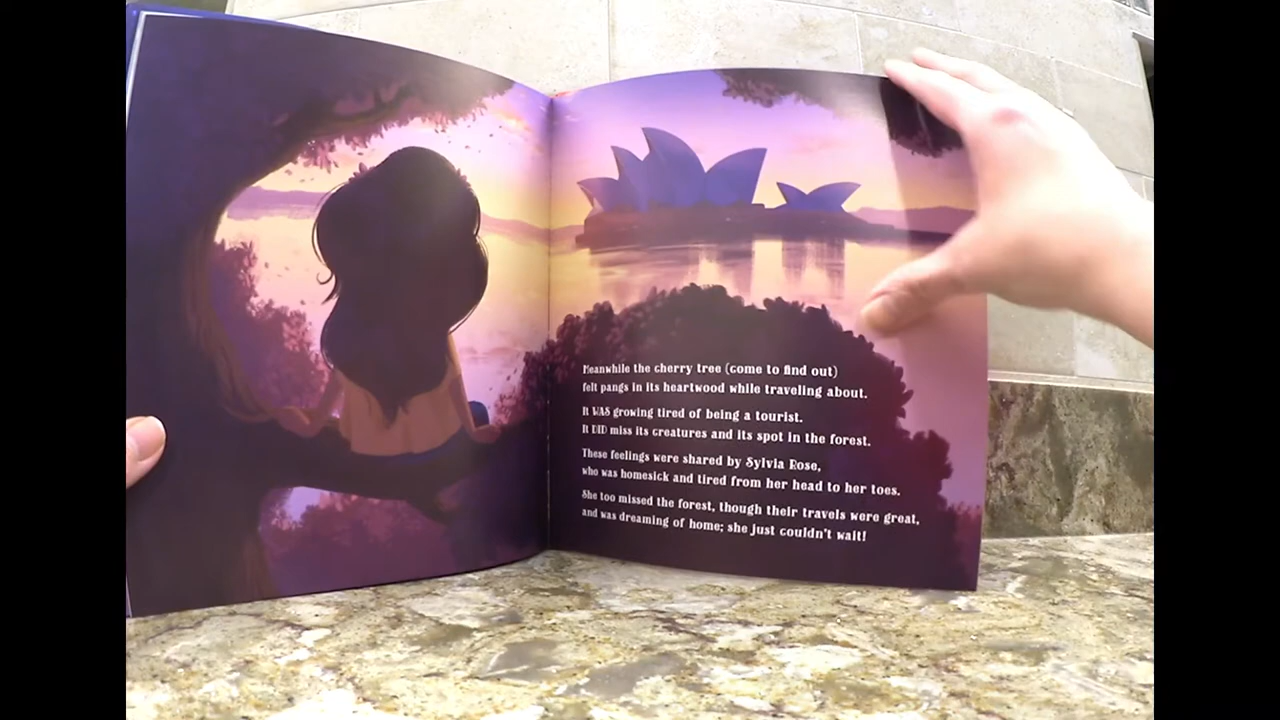 Meanwhile the cherry tree (come to find out)
felt pangs in its heartwood while traveling about.
It WAS growing tired of being a tourist.
It DID miss its creatures and its spot in the forest.
These feelings were shared by Sylvia Rose,
who was homesick and tired from her head to her toes.
She too missed the forest, though their travels were great,
and was dreaming of home; she just couldn't wait!